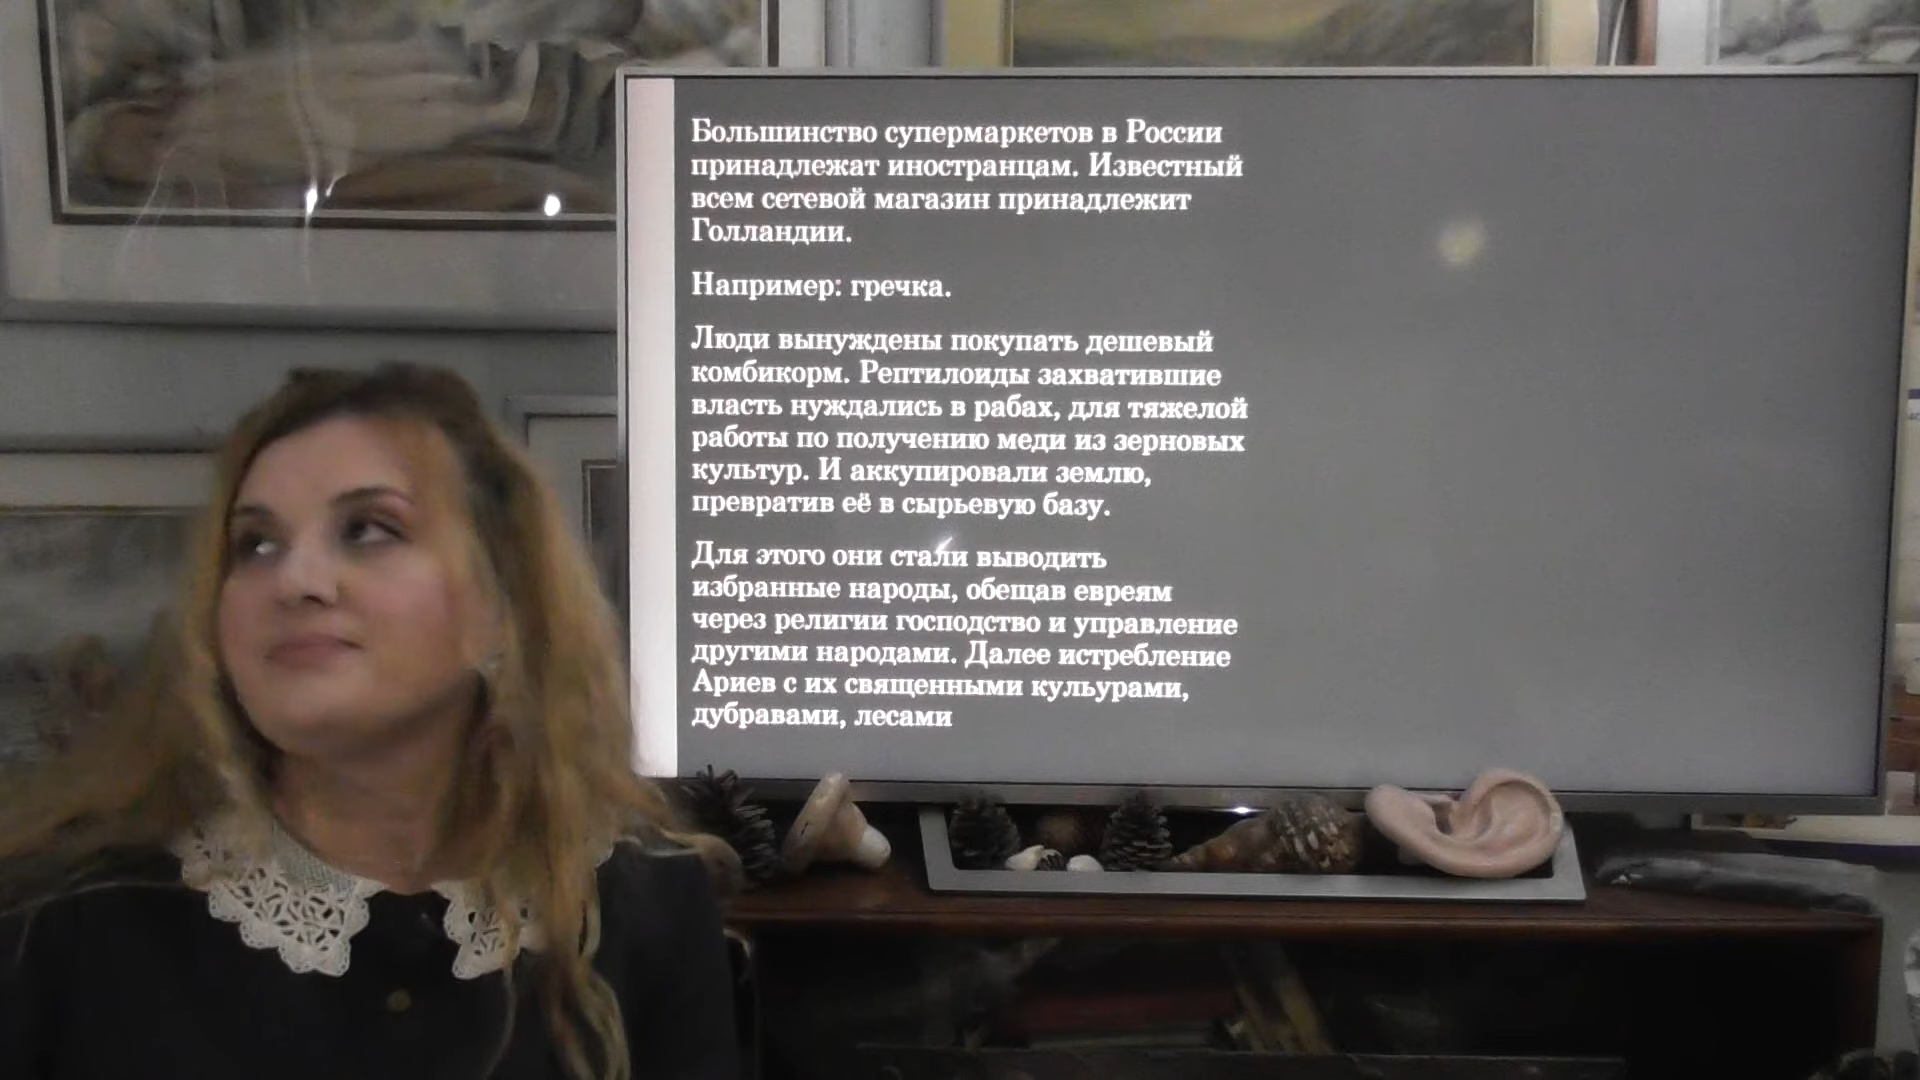 Большинство супермаркетов в России
принадлежат иностранцам. Известный
всем сетевой магазин принадлежит
Голландии.
Например: гречка.
Люди вынуждены покупать дешевый
комбикорм. Рептилоиды захватившие
власть нуждались в рабах, для тяжелой
работы по получению меди из зерновых
культур. И аккупировали землю,
превратив её в сырьевую базу.
Для этого они стали выводить
избранные народы, обещав евреям
через религии господство и управление
другими народами. Далее истребление
Ариев с их священными кульурами,
дубравами, лесами